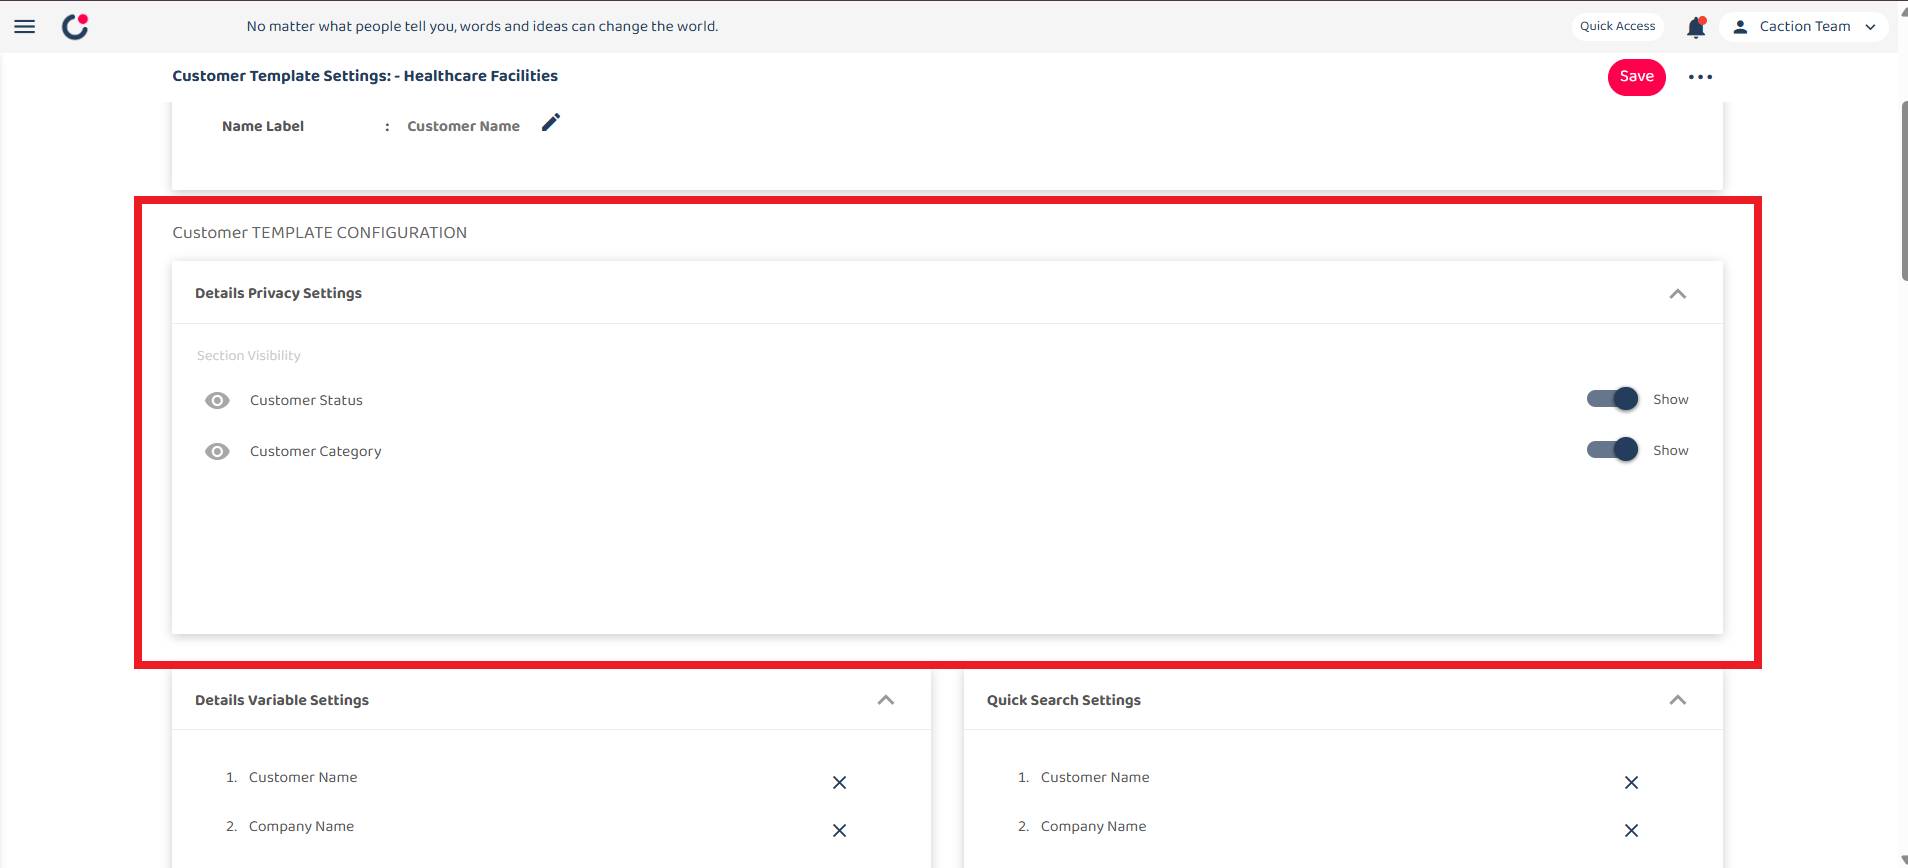 No matter what people tell you, words and ideas can change the world.
Quick Access
Caction Team
Customer Template Settings: - Healthcare Facilities
Save
Name Label : Customer Name
Customer TEMPLATE CONFIGURATION
Details Privacy Settings
Section Visibility
Customer Status
Show
Customer Category
Show
Details Variable Settings
1. Customer Name
2. Company Name
Quick Search Settings
1. Customer Name
2. Company Name